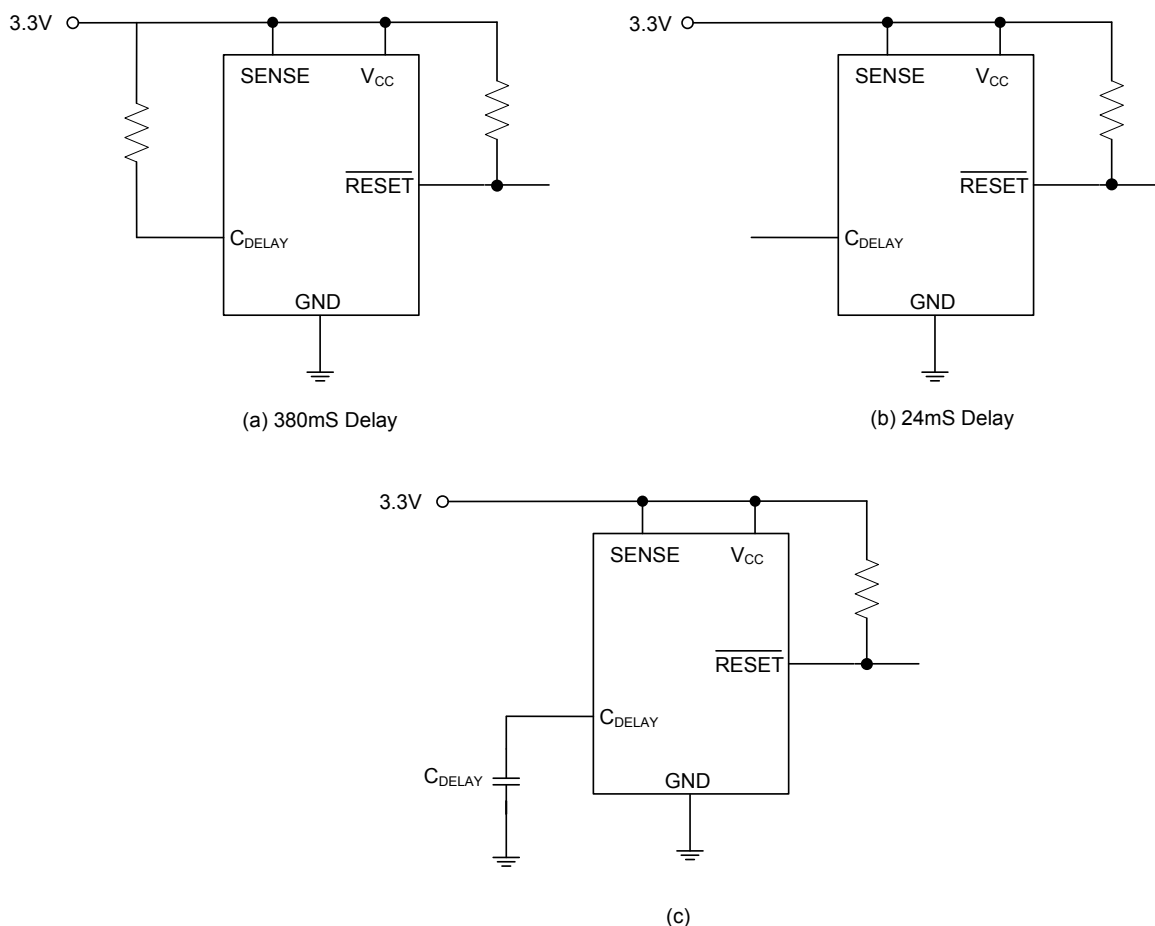 3.3V
SENSE VCC
RESET
CDELAY
GND
(a) 380mS Delay
3.3V
SENSE VCC
RESET
CDELAY
GND
(b) 24mS Delay
3.3V
SENSE VCC
RESET
CDELAY
CDELAY
GND
(c)